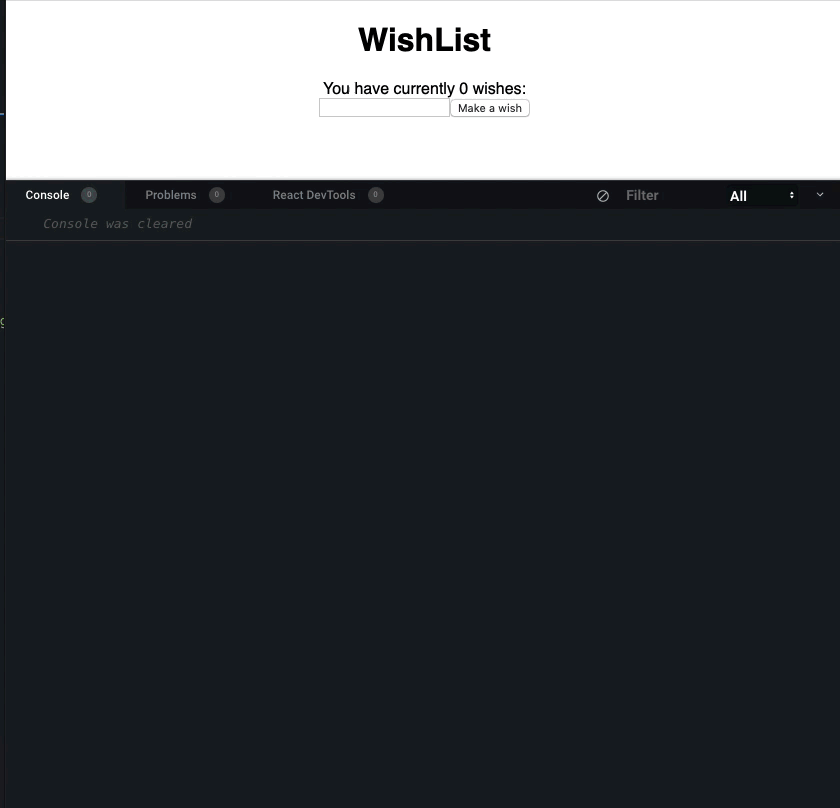 WishList
You have currently 0 wishes:
Make a wish
Console 0 Problems 0 React DevTools 0 Filter All
Console was cleared